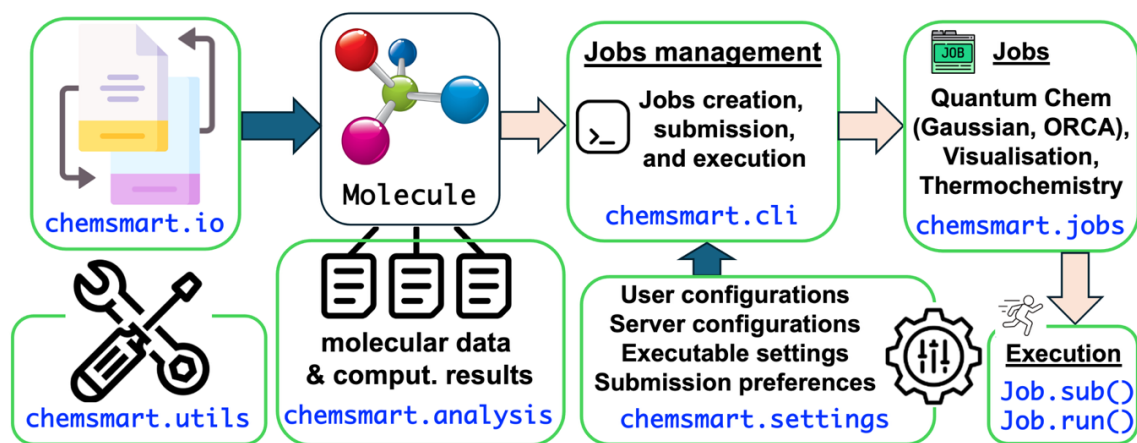 chemsmart.io
Molecule
Jobs management
Jobs creation,
submission,
and execution
chemsmart.cli
JOB
Jobs
Quantum Chem
(Gaussian, ORCA),
Visualisation,
Thermochemistry
chemsmart.jobs
chemsmart.utils
molecular data
& comput. results
chemsmart.analysis
User configurations
Server configurations
Executable settings
Submission preferences
chemsmart.settings
Execution
Job.sub()
Job.run()